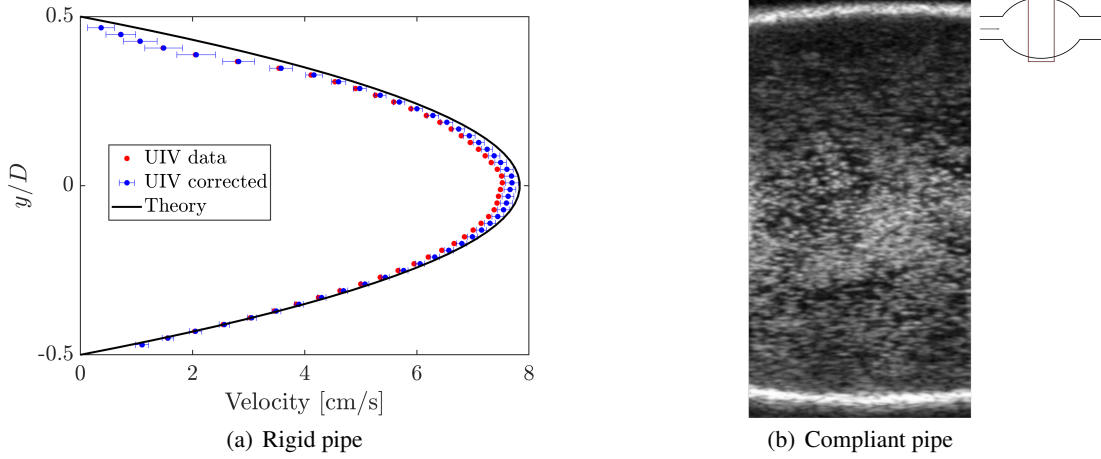 0.5
0
-0.5
y/D
UIV data
UIV corrected
Theory
0 2 4 6 8
Velocity [cm/s]
(a) Rigid pipe
(b) Compliant pipe